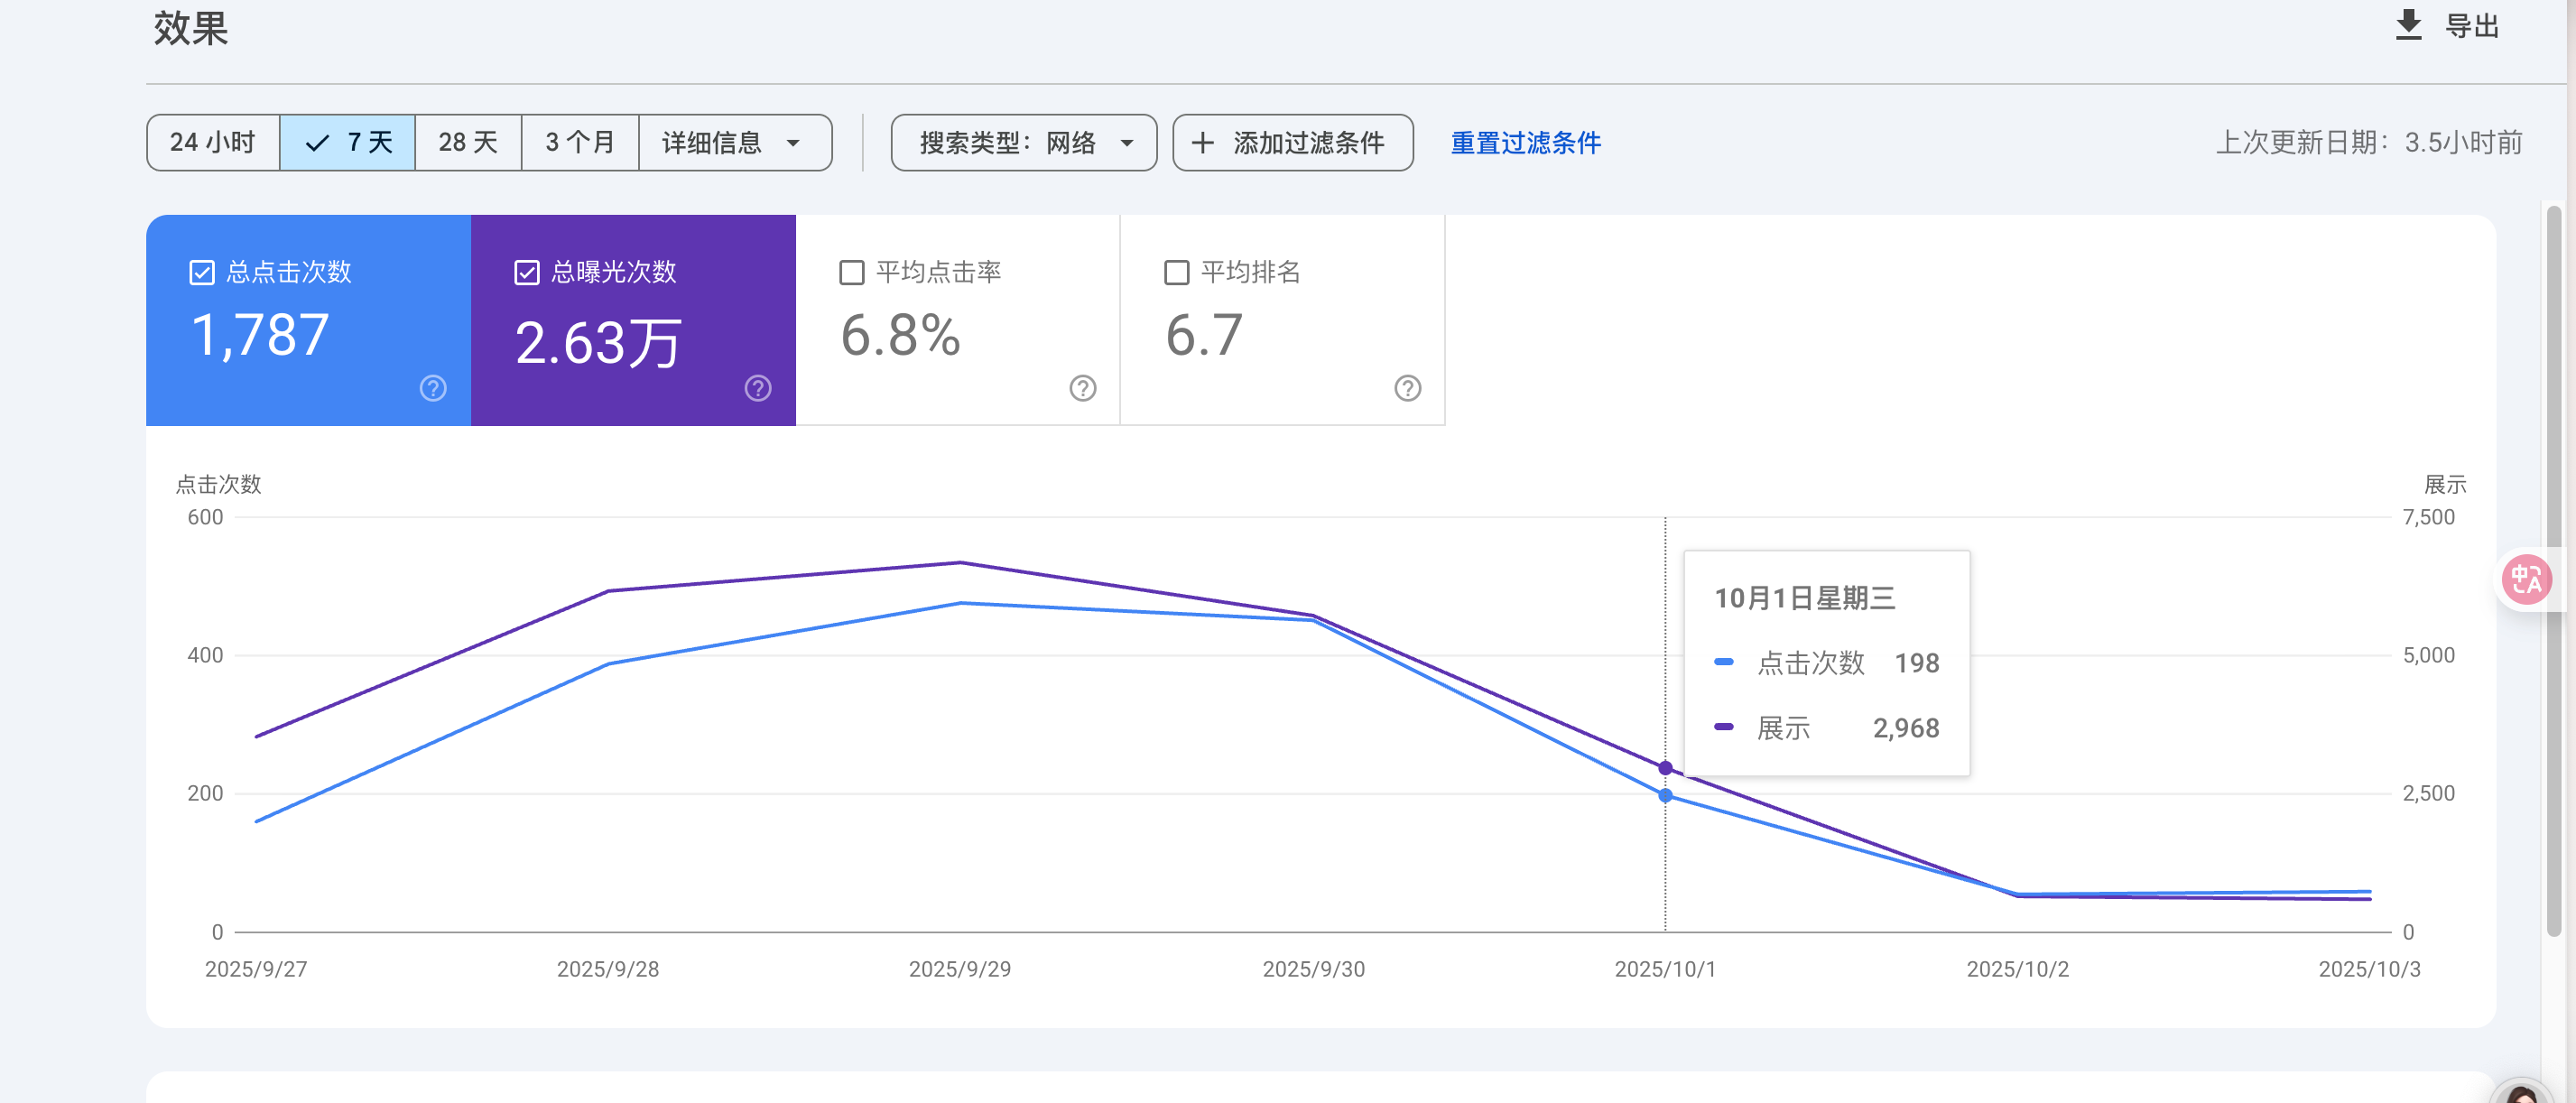 效果
导出
24 小时
7 天
28 天
3 个月
详细信息
搜索类型：网络
添加过滤条件
重置过滤条件
上次更新日期：3.5小时前
总点击次数
1,787
总曝光次数
2.63万
平均点击率
6.8%
平均排名
6.7
点击次数
展示
600
7,500
400
5,000
200
2,500
0
0
10月1日星期三
点击次数 198
展示 2,968
2025/9/27
2025/9/28
2025/9/29
2025/9/30
2025/10/1
2025/10/2
2025/10/3
中A